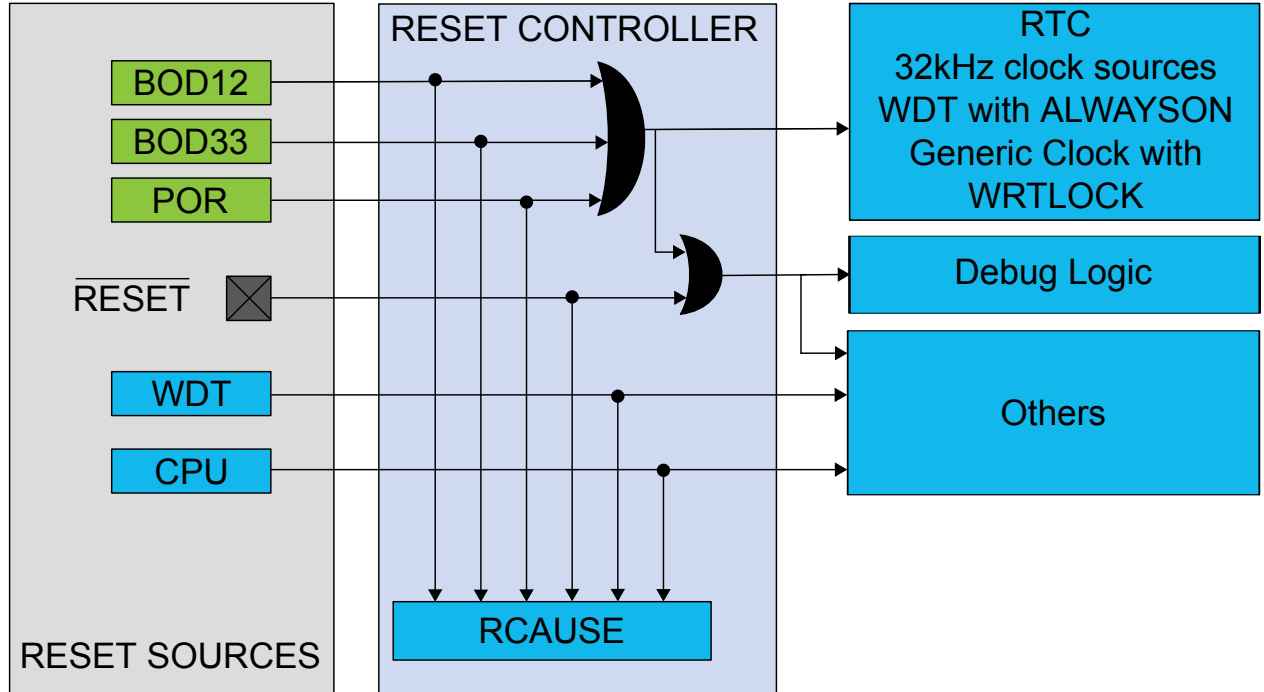 RESET CONTROLLER
BOD12
BOD33
POR
RESET
WDT
CPU
RESET SOURCES
RCAUSE
RTC
32kHz clock sources
WDT with ALWAYSON
Generic Clock with
WRTLOCK
Debug Logic
Others